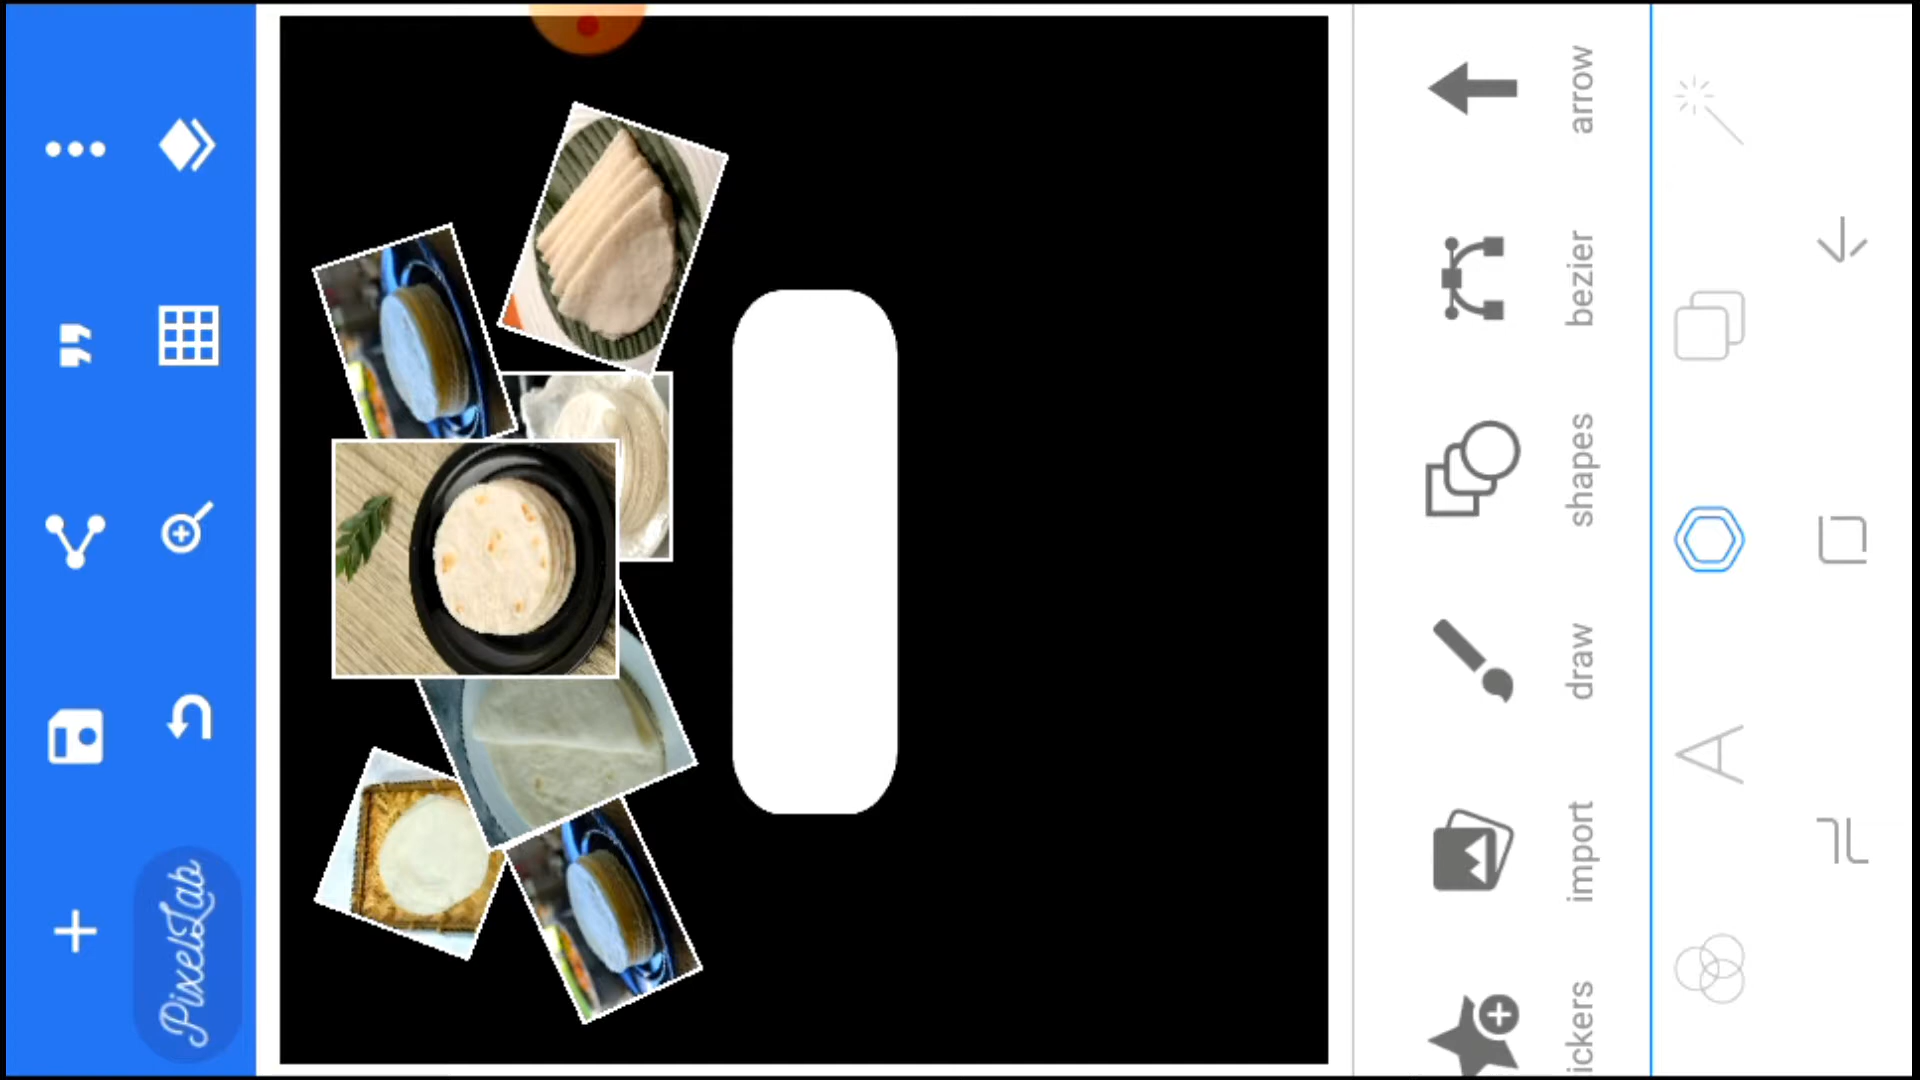 PixelLab
ickers
import
draw
shapes
bezier
arrow